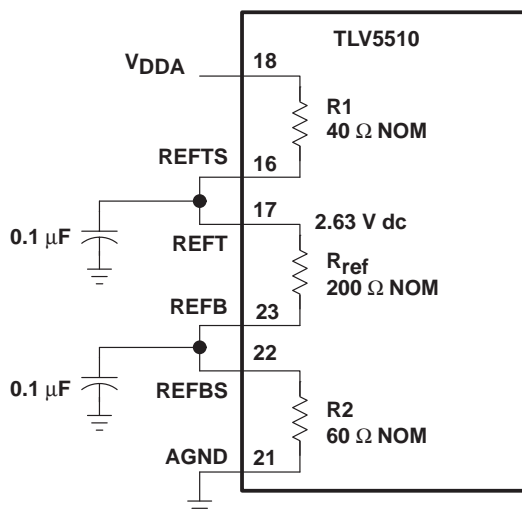 TLV5510
VDDA
18
R1
40 Ω NOM
REFTS
16
17
2.63 V dc
0.1 μF
REFT
Rref
200 Ω NOM
REFB
23
22
0.1 μF
REFBS
R2
60 Ω NOM
AGND
21